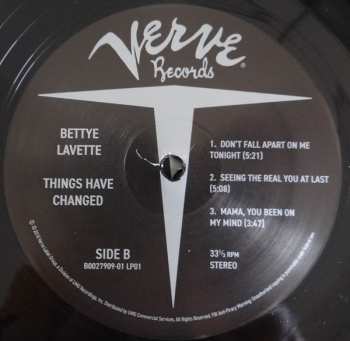 Verve
Records
BETTYE
LAVETTE
THINGS HAVE
CHANGED
1. DON'T FALL APART ON ME
TONIGHT (5:21)
2. SEEING THE REAL YOU AT LAST
(5:08)
3. MAMA, YOU BEEN ON
MY MIND [3:47]
SIDE B
B0027909-01 LP01
33⅓ RPM
STEREO